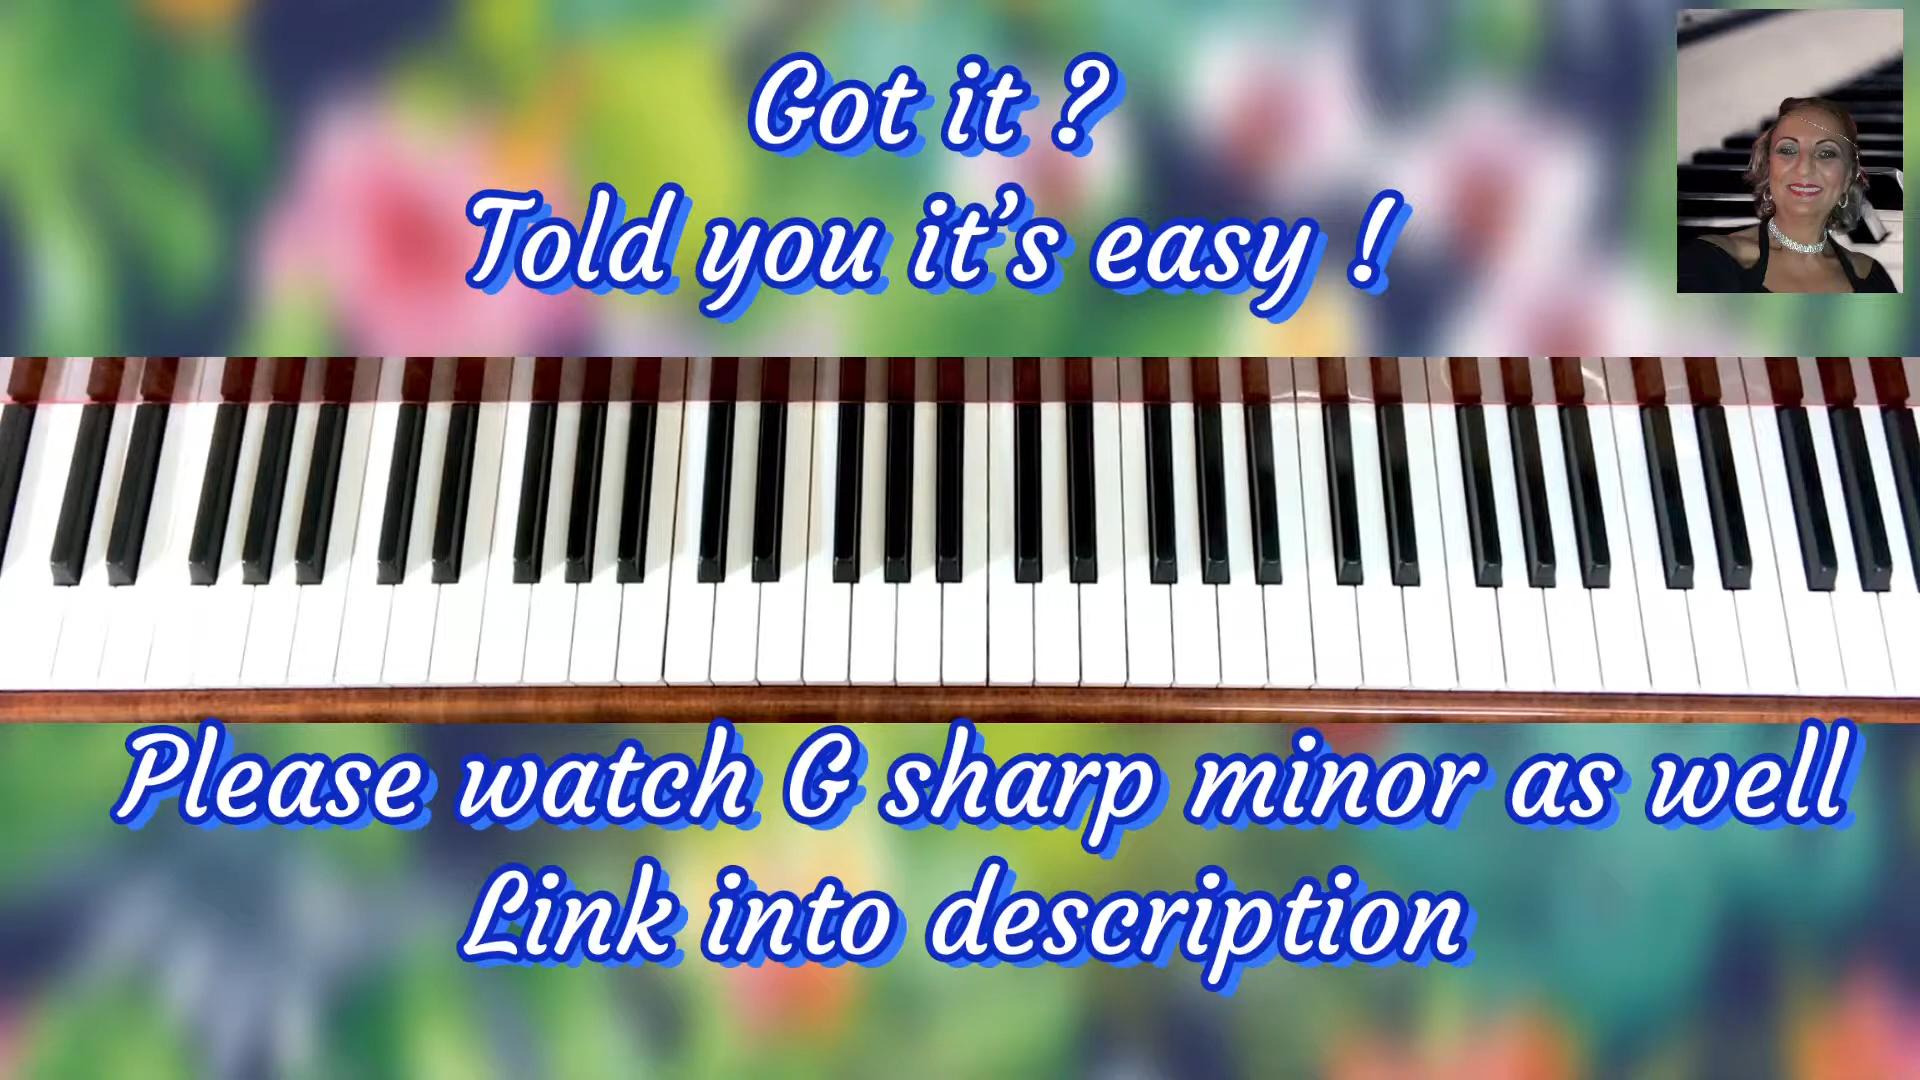 Got it ?
Told you it's easy !
Please watch G sharp minor as well
Link into description